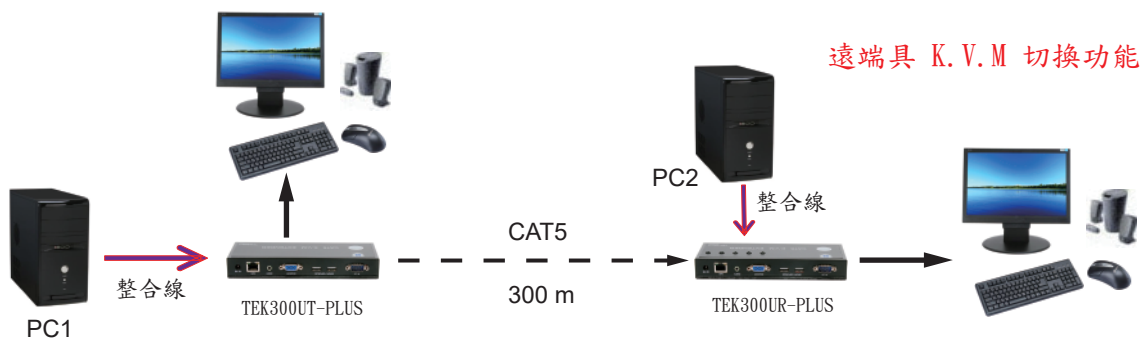 遠端具 K.V.M 切換功能
PC2
整合線
CAT5
300 m
整合線
TEK300UT-PLUS
TEK300UR-PLUS
PC1